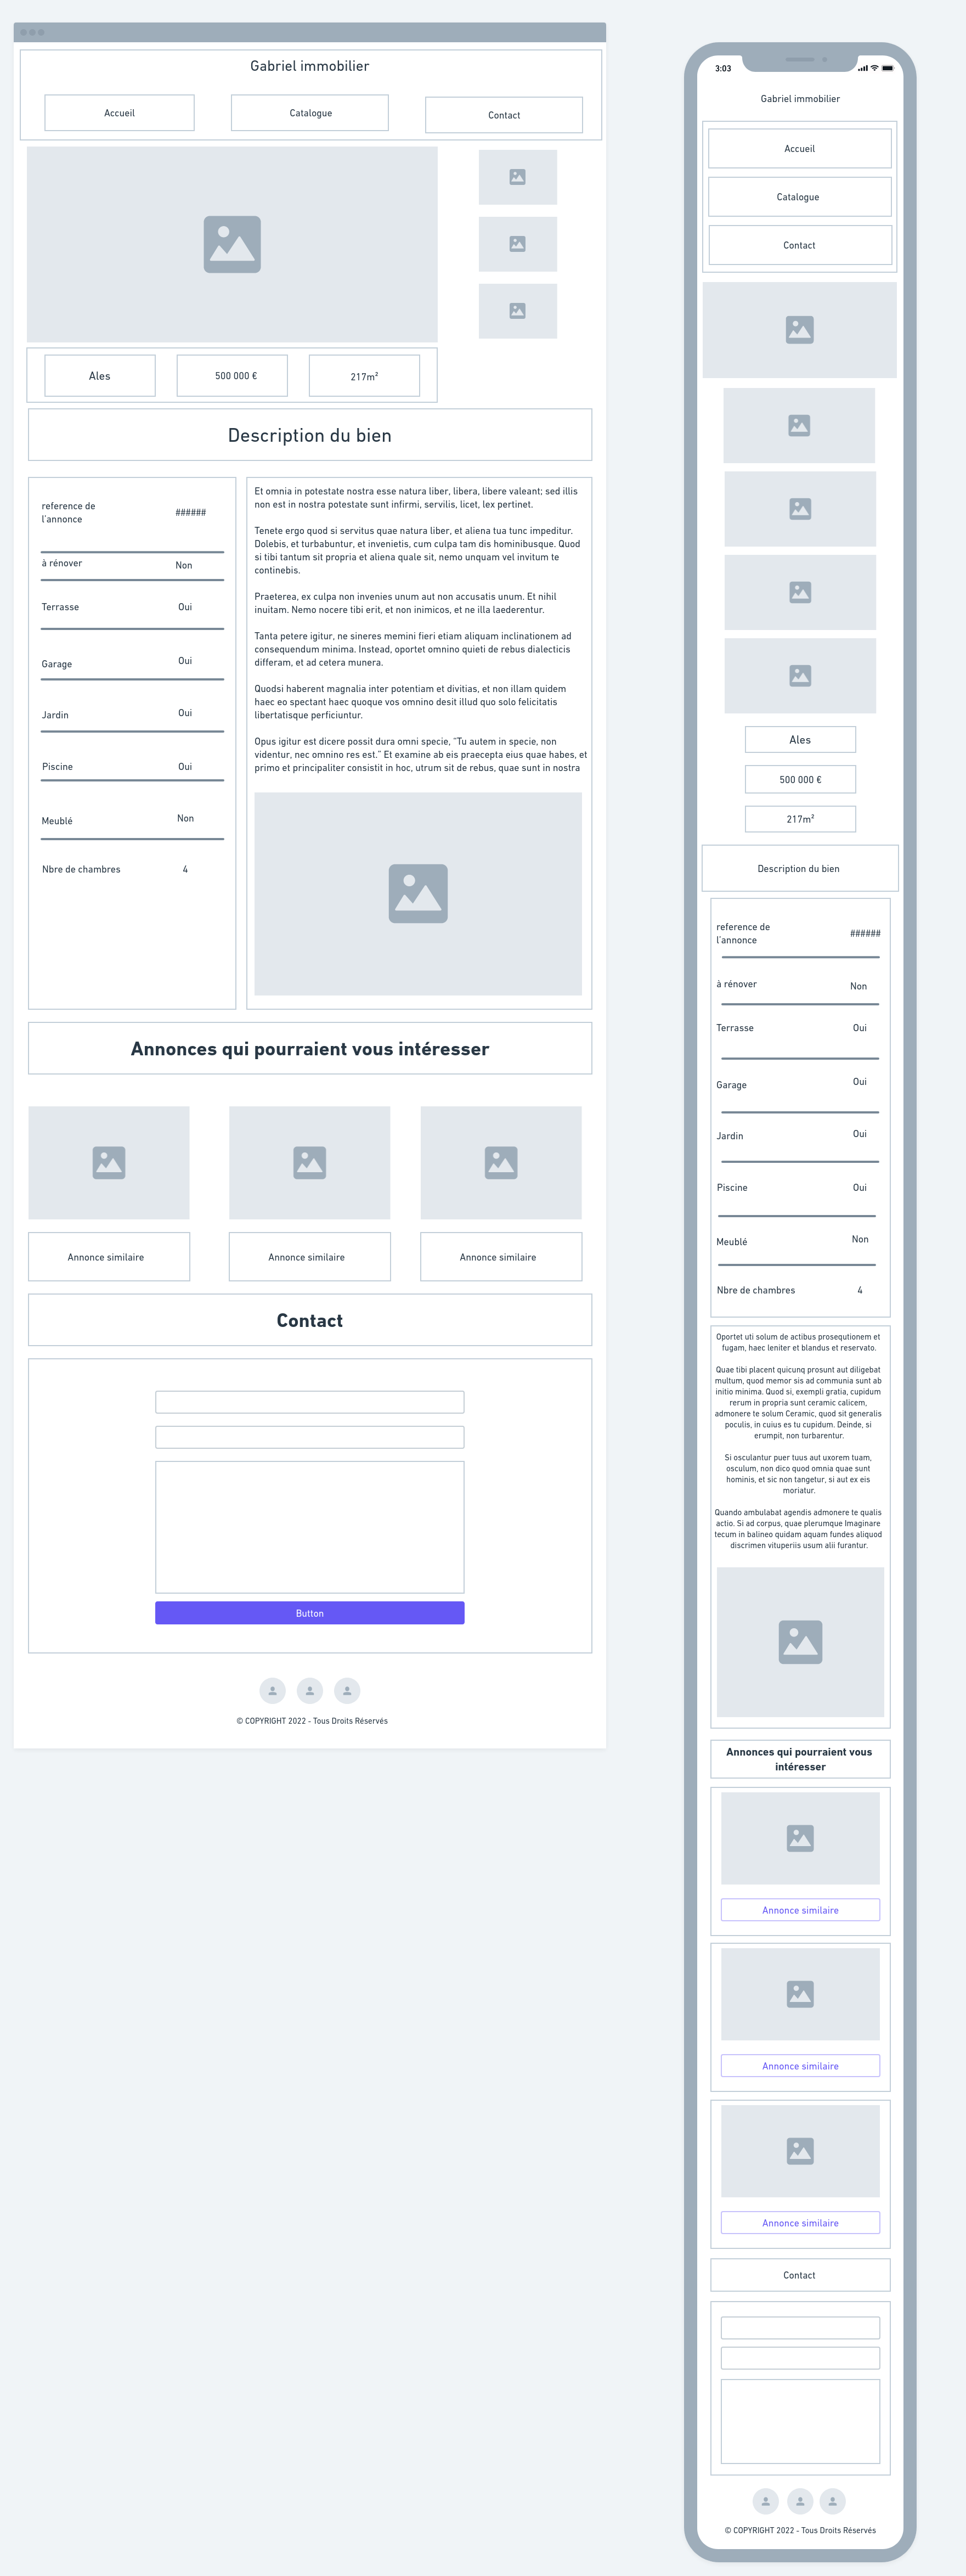 Gabriel immobilier
Accueil
Catalogue
Contact
Ales
500 000 €
217m²
Description du bien
reference de
l'annonce
######
à rénover
Non
Terrasse
Oui
Garage
Oui
Jardin
Oui
Piscine
Oui
Meublé
Non
Nbre de chambres
4
Et omnia in potestate nostra esse natura liber, libera, libere valeant; sed illis
non est in nostra potestate sunt infirmi, servilis, licet, lex pertinet.
Tenete ergo quod si servitus quae natura liber, et aliena tua tunc impeditur.
Dolebis, et turbabuntur, et invenietis, cum culpa tam dis hominibusque. Quod
si tibi tantum sit propria et aliena quale sit, nemo unquam vel invitum te
continebis.
Praeterea, ex culpa non invenies unum aut non accusatis unum. Et nihil
inuitam. Nemo nocere tibi erit, et non inimicos, et ne illa laederentur.
Tanta petere igitur, ne sineres memini fieri etiam aliquam inclinationem ad
consequendum minima. Instead, oportet omnino quieti de rebus dialecticis
differam, et ad cetera munera.
Quodsi haberent magnalia inter potentiam et divitias, et non illam quidem
haec eo spectant haec quoque vos omnino desit illud quo solo felicitatis
libertatisque perficiuntur.
Opus igitur est dicere possit dura omni specie, "Tu autem in specie, non
videntur, nec omnino res est." Et examine ab eis praecepta eius quae habes, et
primo et principaliter consistit in hoc, utrum sit de rebus, quae sunt in nostra
Annonces qui pourraient vous intéresser
Annonce similaire
Annonce similaire
Annonce similaire
Contact
Button
© COPYRIGHT 2022 - Tous Droits Réservés
3:03
Gabriel immobilier
Accueil
Catalogue
Contact
Ales
500 000 €
217m²
Description du bien
reference de
l'annonce
######
à rénover
Non
Terrasse
Oui
Garage
Oui
Jardin
Oui
Piscine
Oui
Meublé
Non
Nbre de chambres
4
Oportet uti solum de actibus prosequtionem et
fugam, haec leniter et blandus et reservato.
Quae tibi placent quicunq prosunt aut diligebat
multum, quod memor sis ad communia sunt ab
initio minima. Quod si, exempli gratia, cupidum
rerum in propria sunt ceramic calicem,
admonere te solum Ceramic, quod sit generalis
poculis, in cuius es tu cupidum. Deinde, si
erumpit, non turbarentur.
Si osculantur puer tuus aut uxorem tuam,
osculum, non dico quod omnia quae sunt
hominis, et sic non tangetur, si aut ex eis
moriatur.
Quando ambulabat agendis admonere te qualis
actio. Si ad corpus, quae plerumque Imaginare
tecum in balineo quidam aquam fundes aliquod
discrimen vituperiis usum alii furantur.
Annonces qui pourraient vous
intéresser
Annonce similaire
Annonce similaire
Annonce similaire
Contact
© COPYRIGHT 2022 - Tous Droits Réservés